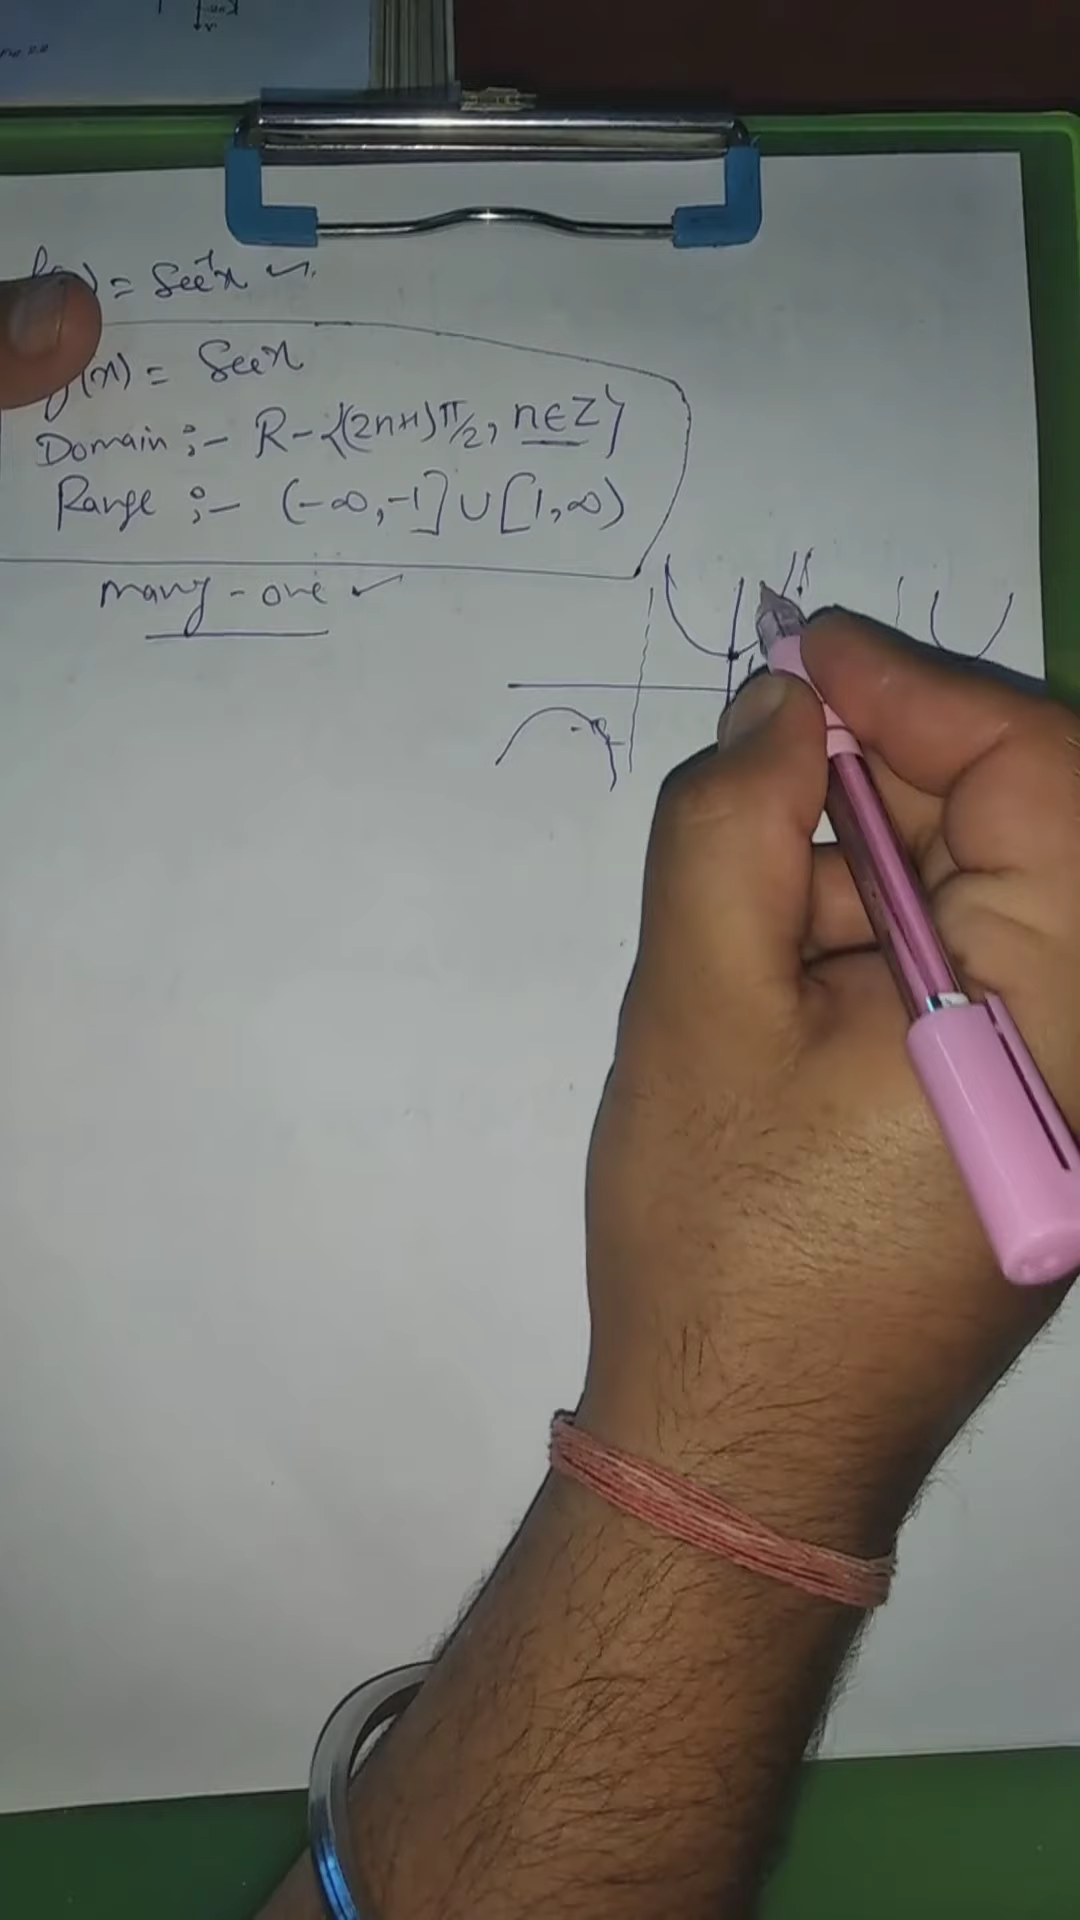 = Sec⁻¹x
(x) = Secx
Domain :- R-{(2n+1)π/2, n∈Z}
Range :- (-∞,-1]∪[1,∞)
many-one